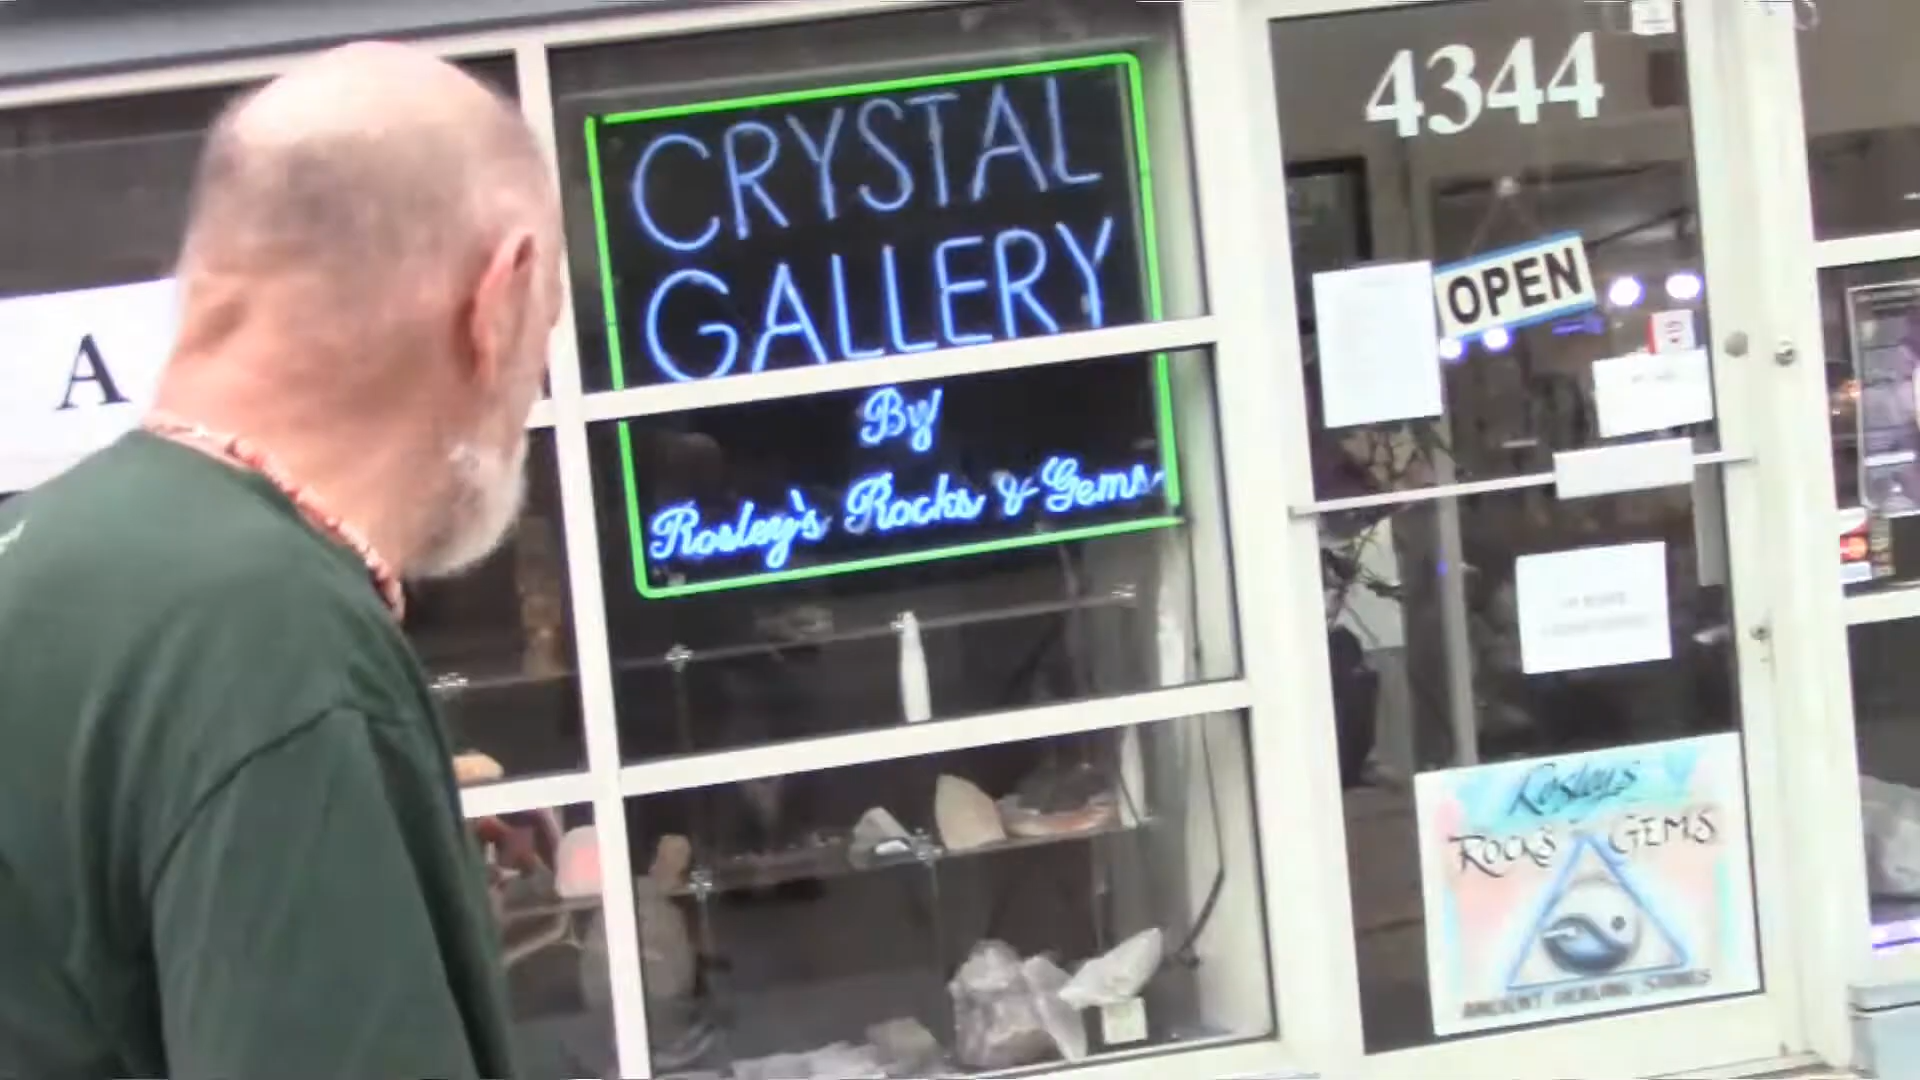 A
CRYSTAL
GALLERY
By
Rosley's Rocks & Gems
4344
OPEN
Rosley's
ROCKS & GEMS
ANCIENT HEALING STONES